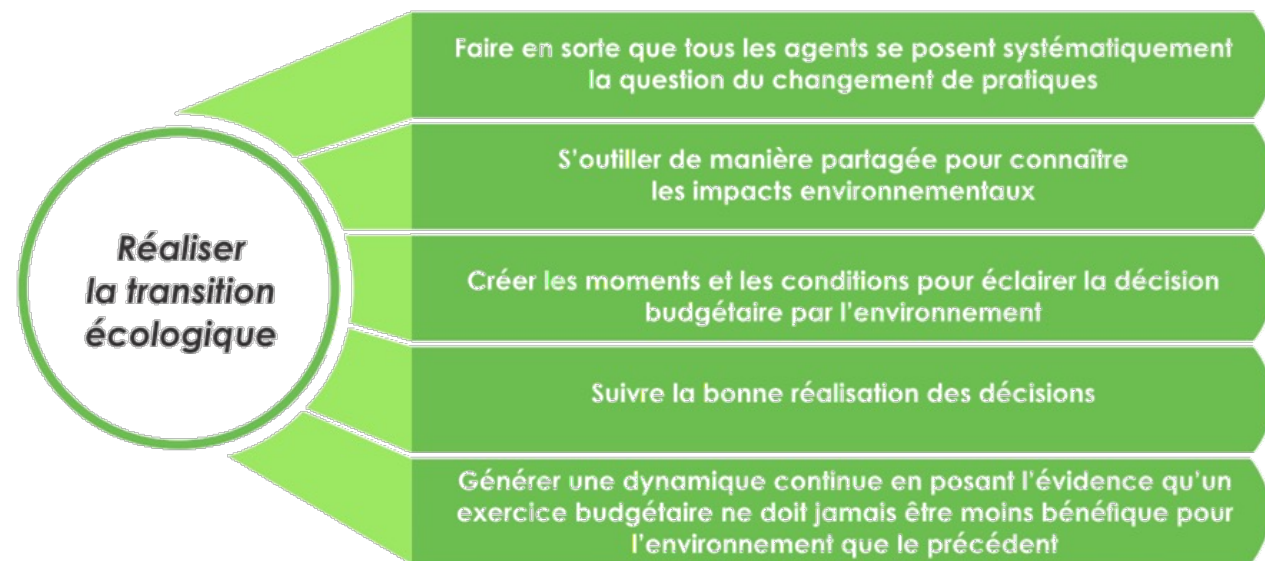 Réaliser
la transition
écologique
Faire en sorte que tous les agents se posent systématiquement
la question du changement de pratiques
S'outiller de manière partagée pour connaître
les impacts environnementaux
Créer les moments et les conditions pour éclairer la décision
budgétaire par l'environnement
Suivre la bonne réalisation des décisions
Générer une dynamique continue en posant l'évidence qu'un
exercice budgétaire ne doit jamais être moins bénéfique pour
l'environnement que le précédent